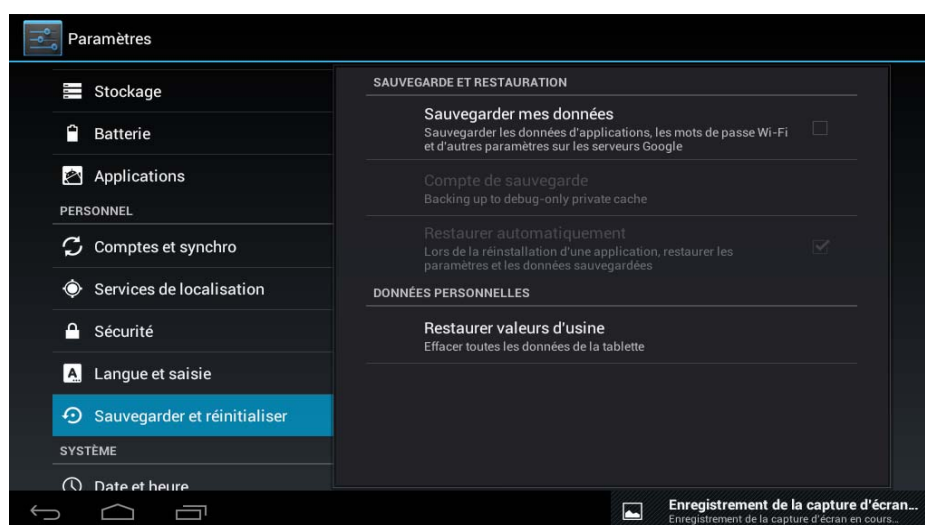 Paramètres
Stockage
Batterie
Applications
PERSONNEL
Comptes et synchro
Services de localisation
Sécurité
Langue et saisie
Sauvegarder et réinitialiser
SYSTÈME
Date et heure
SAUVEGARDE ET RESTAURATION
Sauvegarder mes données
Sauvegarder les données d'applications, les mots de passe Wi-Fi
et d'autres paramètres sur les serveurs Google
Compte de sauvegarde
Backing up to debug-only private cache
Restaurer automatiquement
Lors de la réinstallation d'une application, restaurer les
paramètres et les données sauvegardées
DONNÉES PERSONNELLES
Restaurer valeurs d'usine
Effacer toutes les données de la tablette
Enregistrement de la capture d'écran...
Enregistrement de la capture d'écran en cours...